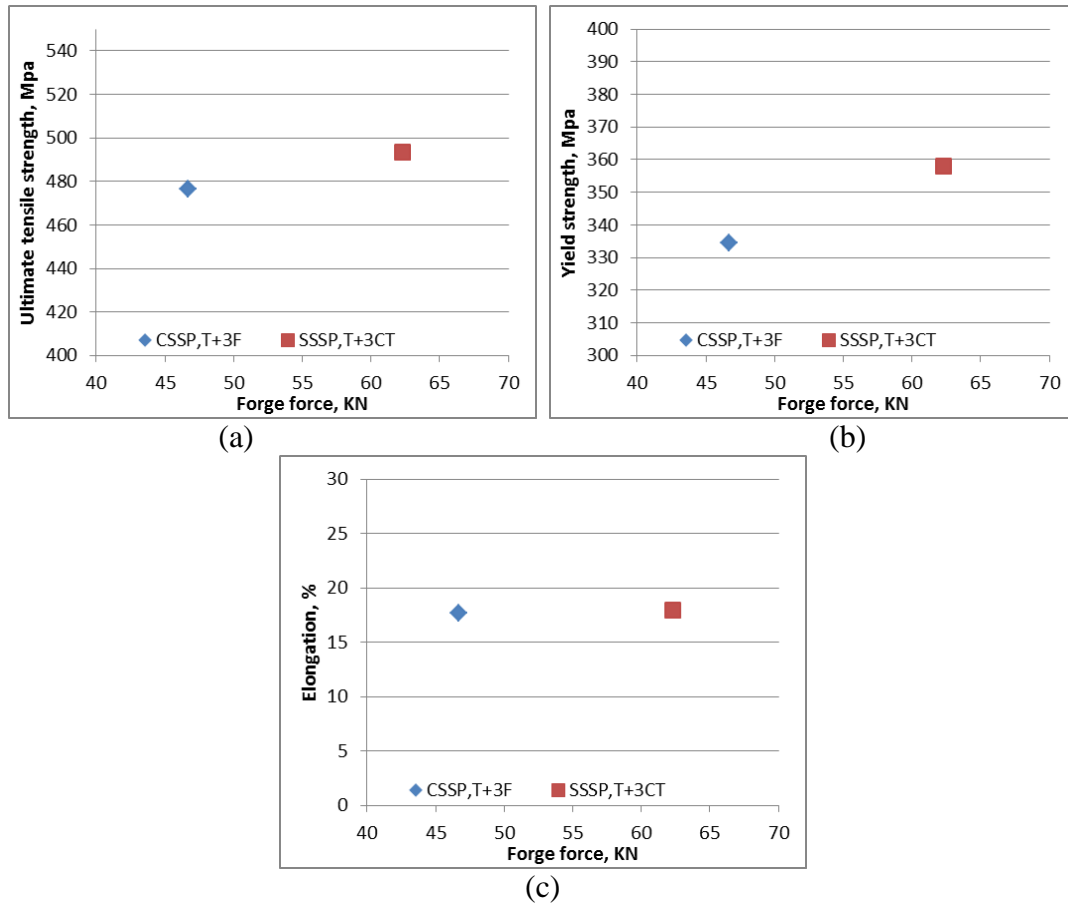 Ultimate tensile strength, Mpa
540
520
500
480
460
440
420
400
CSSP,T+3F SSSP,T+3CT
40 45 50 55 60 65 70
Forge force, KN
(a)
Yield strength, Mpa
400
390
380
370
360
350
340
330
320
310
300
CSSP,T+3F SSSP,T+3CT
40 45 50 55 60 65 70
Forge force, KN
(b)
Elongation, %
30
25
20
15
10
5
0
CSSP,T+3F SSSP,T+3CT
40 45 50 55 60 65 70
Forge force, KN
(c)